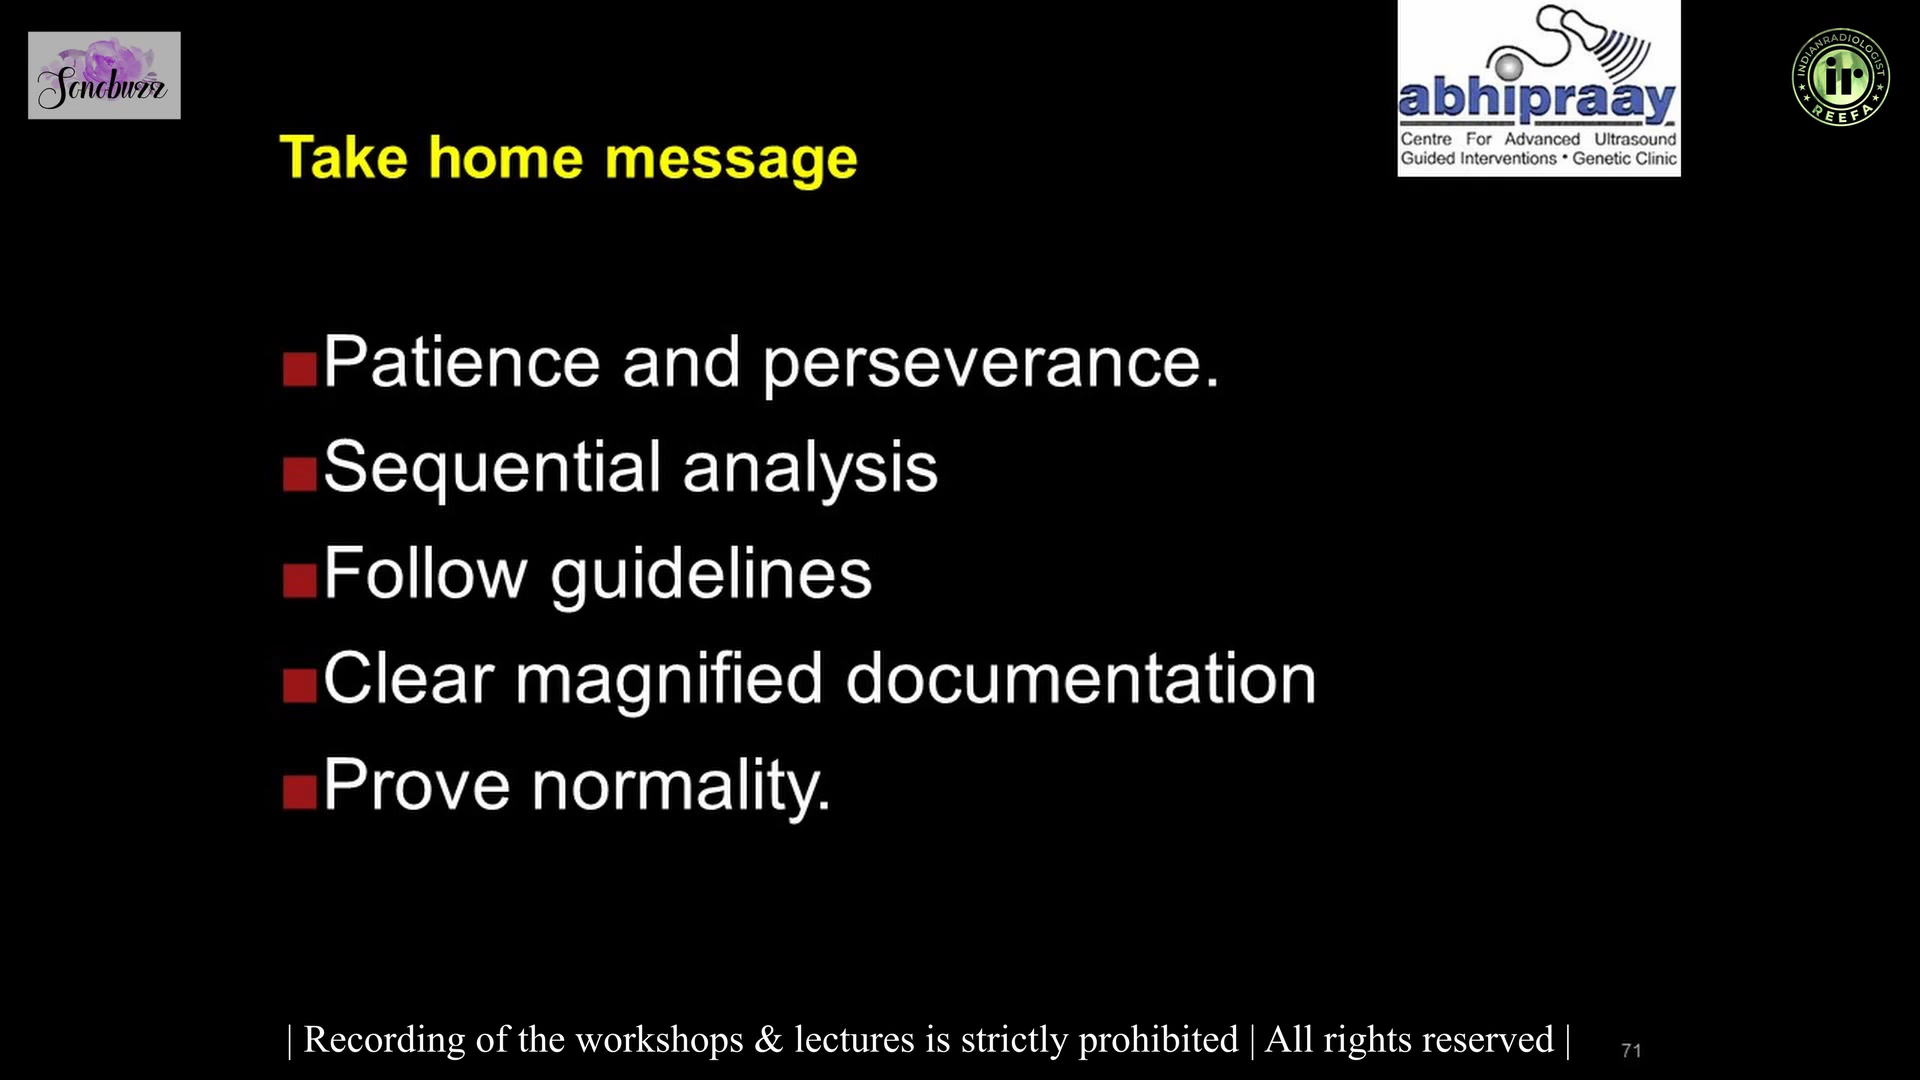 Sonobuzz
abhipraay
Centre For Advanced Ultrasound
Guided Interventions • Genetic Clinic
INDIANRADIOLOGIST
ir
REEFA
Take home message
Patience and perseverance.
Sequential analysis
Follow guidelines
Clear magnified documentation
Prove normality.
| Recording of the workshops & lectures is strictly prohibited | All rights reserved |
71